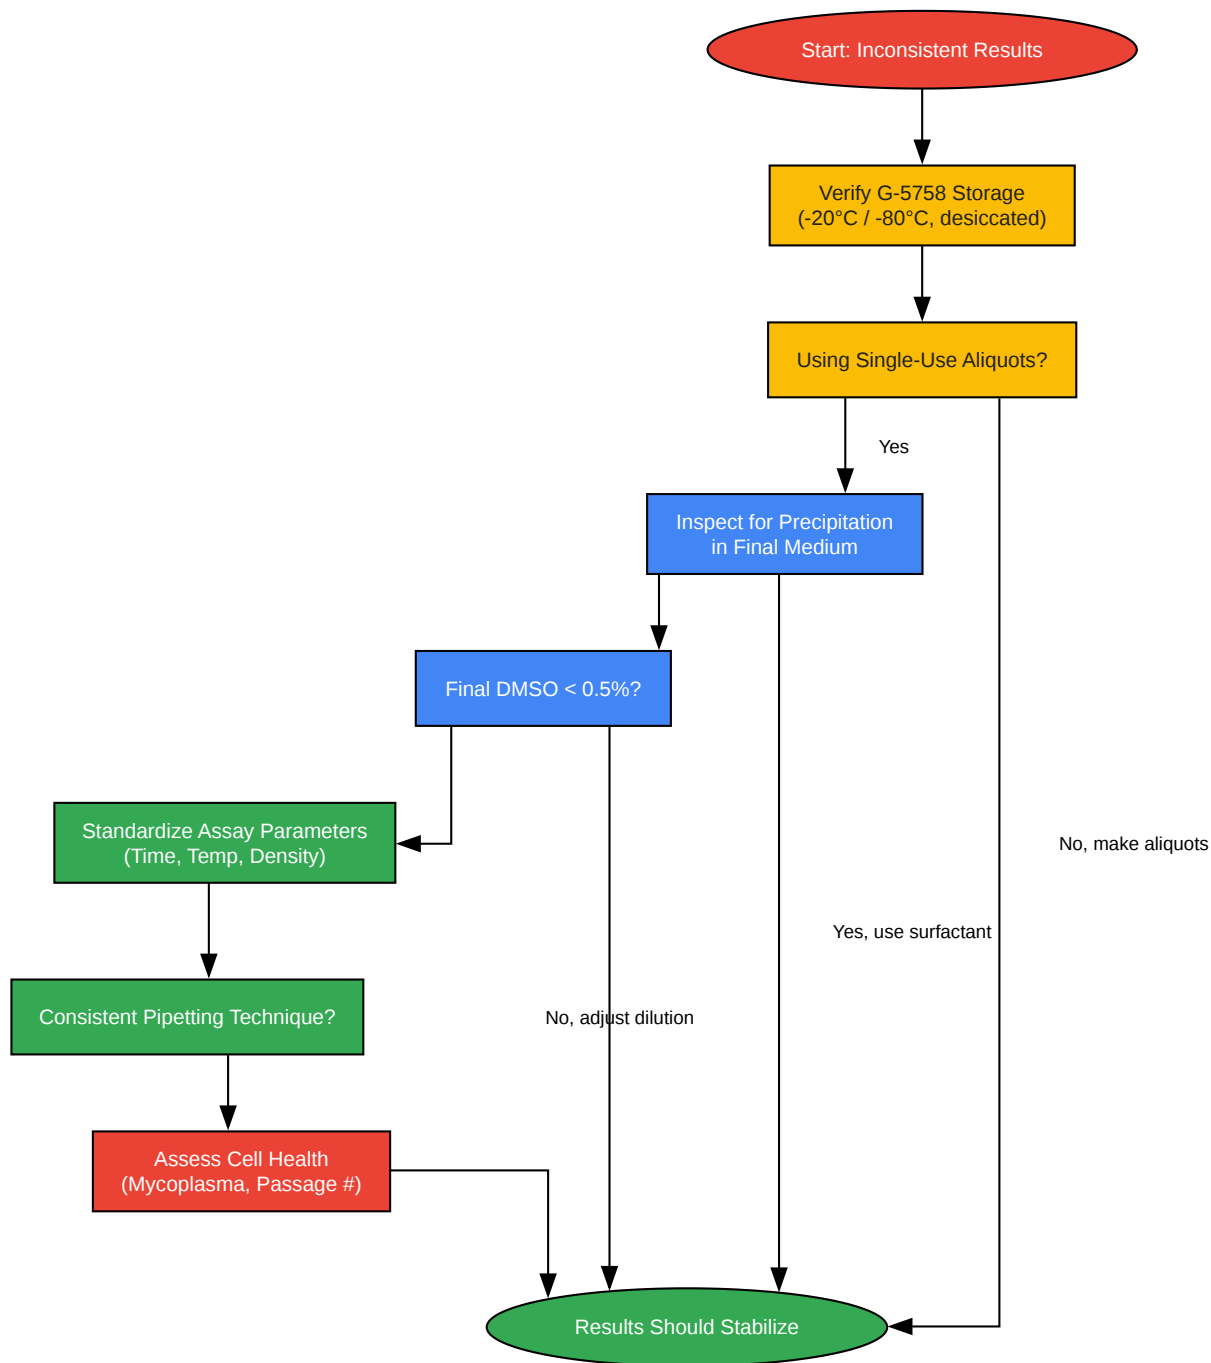 Start: Inconsistent Results
Verify G-5758 Storage
(-20°C / -80°C, desiccated)
Using Single-Use Aliquots?
Yes
Inspect for Precipitation
in Final Medium
Final DMSO < 0.5%?
Standardize Assay Parameters
(Time, Temp, Density)
No, make aliquots
Yes, use surfactant
Consistent Pipetting Technique?
No, adjust dilution
Assess Cell Health
(Mycoplasma, Passage #)
Results Should Stabilize